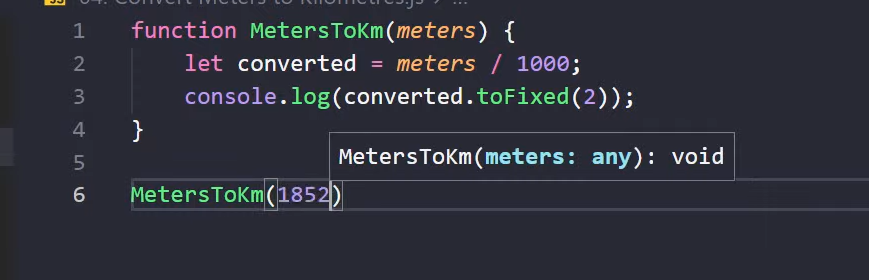 04. Convert Meters to Kilometres.js > ...
1 function MetersToKm(meters) {
2 let converted = meters / 1000;
3 console.log(converted.toFixed(2));
4 }
5
MetersToKm(meters: any): void
6 MetersToKm(1852)